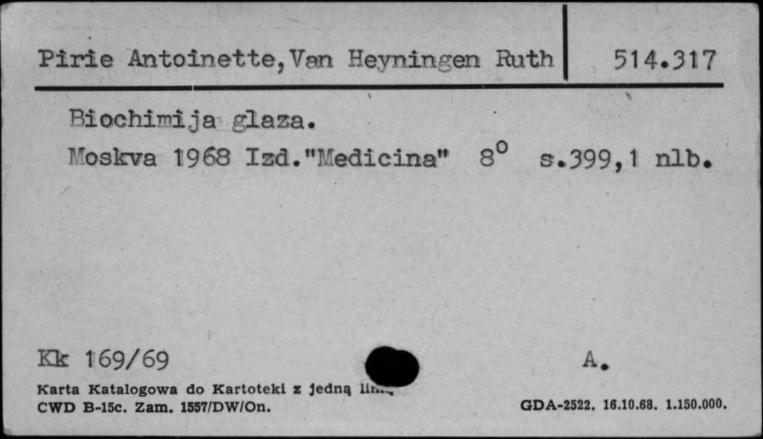 Pirie Antoinette,Van Heyningen Ruth 514.317
Biochimija glaza.
Moskva 1968 Izd."Medicina" 8° s.399,1 nlb.
Kk 169/69 A.
Karta Katalogowa do Kartoteki z jedną
CWD B-15c. Zam. 1557/DW/On. GDA-2522. 16.10.68. 1.150.000.